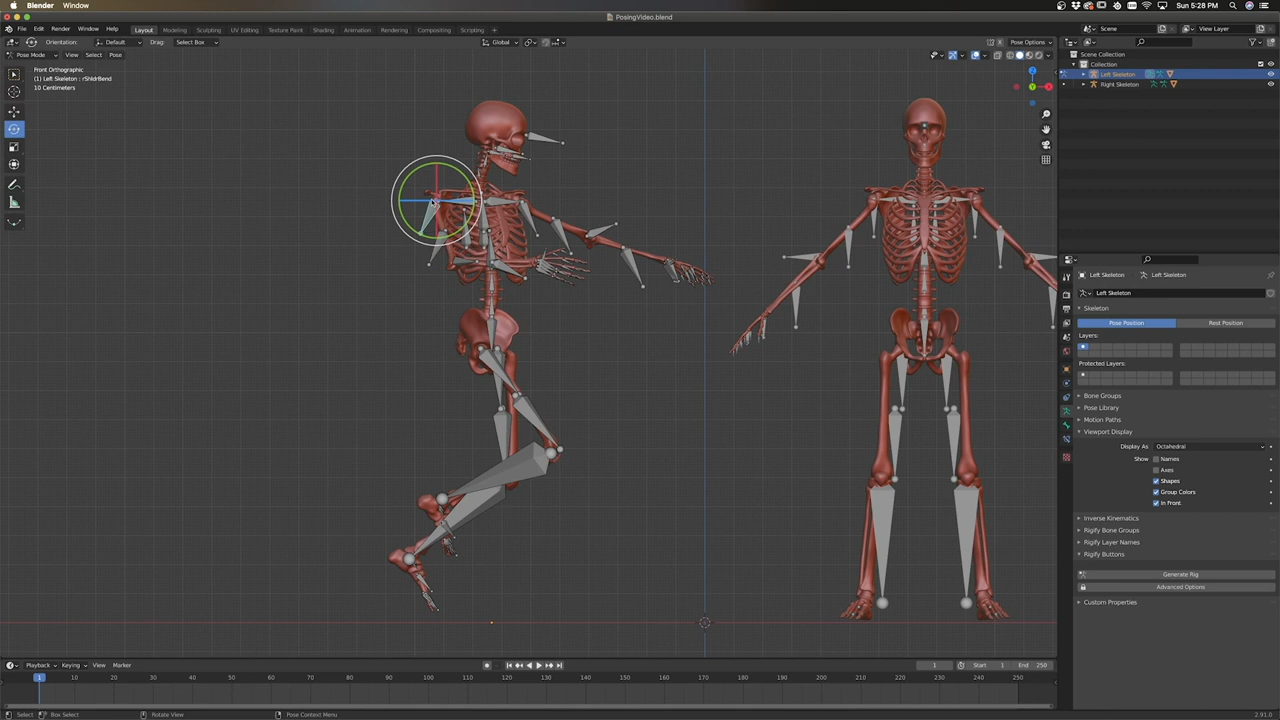 Blender Window Sun 5:28 PM
PosingVideo.blend
File Edit Render Window Help Layout Modeling Sculpting UV Editing Texture Paint Shading Animation Rendering Compositing Scripting + Scene View Layer
Orientation: Default Drag: Select Box Global Pose Options
Pose Mode View Select Pose
Front Orthographic
(1) Left Skeleton : rShldrBend
10 Centimeters
Scene Collection
Collection
Left Skeleton
Right Skeleton
Left Skeleton Left Skeleton
Left Skeleton
Skeleton
Pose Position Rest Position
Layers:
Protected Layers:
Bone Groups
Pose Library
Motion Paths
Viewport Display
Display As Octahedral
Show Names
Axes
Shapes
Group Colors
In Front
Inverse Kinematics
Rigify Bone Groups
Rigify Layer Names
Rigify Buttons
Generate Rig
Advanced Options
Custom Properties
Playback Keying View Marker 1 Start 1 End 250
1 10 20 30 40 50 60 70 80 90 100 110 120 130 140 150 160 170 180 190 200 210 220 230 240 250
Select Box Select Rotate View Pose Context Menu 2.91.0